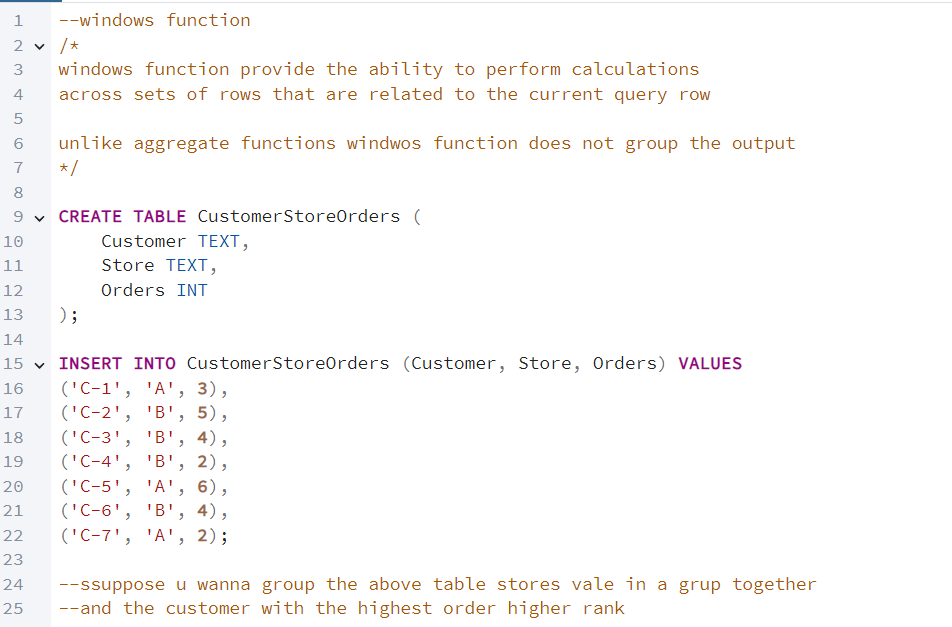 1 --windows function
2 /*
3 windows function provide the ability to perform calculations
4 across sets of rows that are related to the current query row
5
6 unlike aggregate functions windwos function does not group the output
7 */
8
9 CREATE TABLE CustomerStoreOrders (
10     Customer TEXT,
11     Store TEXT,
12     Orders INT
13 );
14
15 INSERT INTO CustomerStoreOrders (Customer, Store, Orders) VALUES
16 ('C-1', 'A', 3),
17 ('C-2', 'B', 5),
18 ('C-3', 'B', 4),
19 ('C-4', 'B', 2),
20 ('C-5', 'A', 6),
21 ('C-6', 'B', 4),
22 ('C-7', 'A', 2);
23
24 --ssuppose u wanna group the above table stores vale in a grup together
25 --and the customer with the highest order higher rank